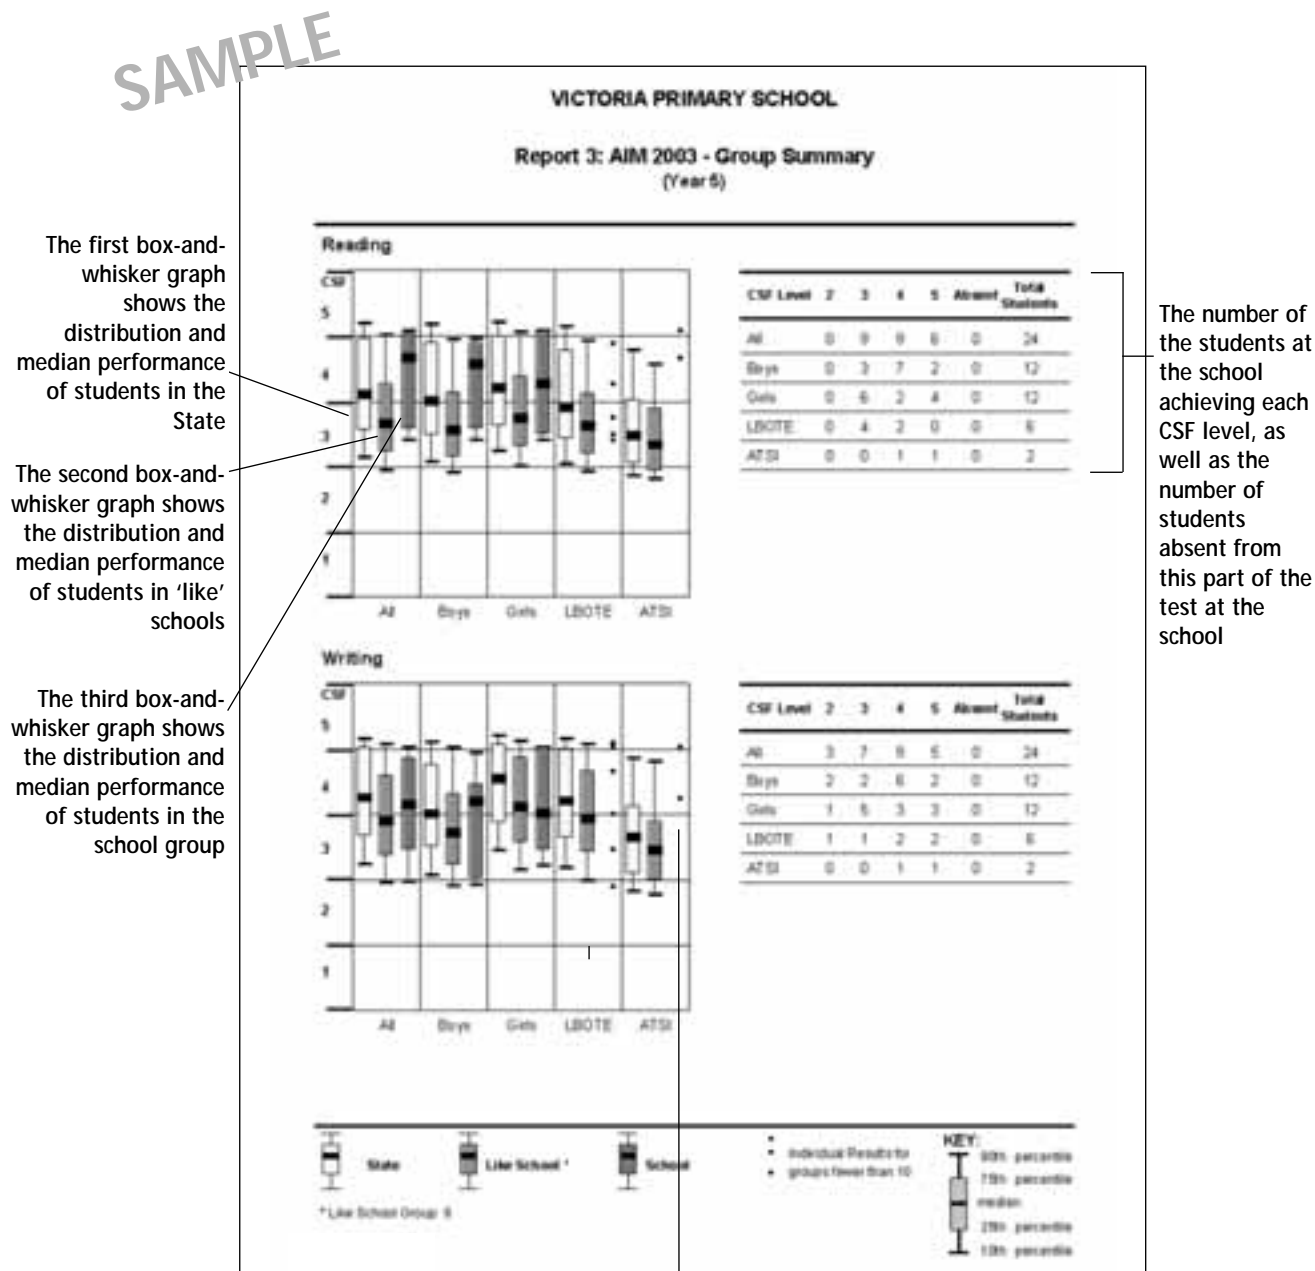 SAMPLE
VICTORIA PRIMARY SCHOOL
Report 3: AIM 2003 - Group Summary
(Year 5)
The first box-and-
whisker graph
shows the
distribution and
median performance
of students in the
State
The second box-and-
whisker graph shows
the distribution and
median performance
of students in ‘like’
schools
The third box-and-
whisker graph shows
the distribution and
median performance
of students in the
school group
Reading
CSF
5
4
3
2
1
All Boys Girls LBOTE ATSI
CSF Level 2 3 4 5 Absent Total Students
All 0 9 9 6 0 24
Boys 0 3 7 2 0 12
Girls 0 6 2 4 0 12
LBOTE 0 4 2 0 0 6
ATSI 0 0 1 1 0 2
The number of
the students at
the school
achieving each
CSF level, as
well as the
number of
students
absent from
this part of the
test at the
school
Writing
CSF
5
4
3
2
1
All Boys Girls LBOTE ATSI
CSF Level 2 3 4 5 Absent Total Students
All 3 7 9 5 0 24
Boys 2 2 6 2 0 12
Girls 1 5 3 3 0 12
LBOTE 1 1 2 2 0 6
ATSI 0 0 1 1 0 2
State
Like School *
School
Individual Results for
groups fewer than 10
* Like School Group
KEY:
90th percentile
75th percentile
median
25th percentile
10th percentile